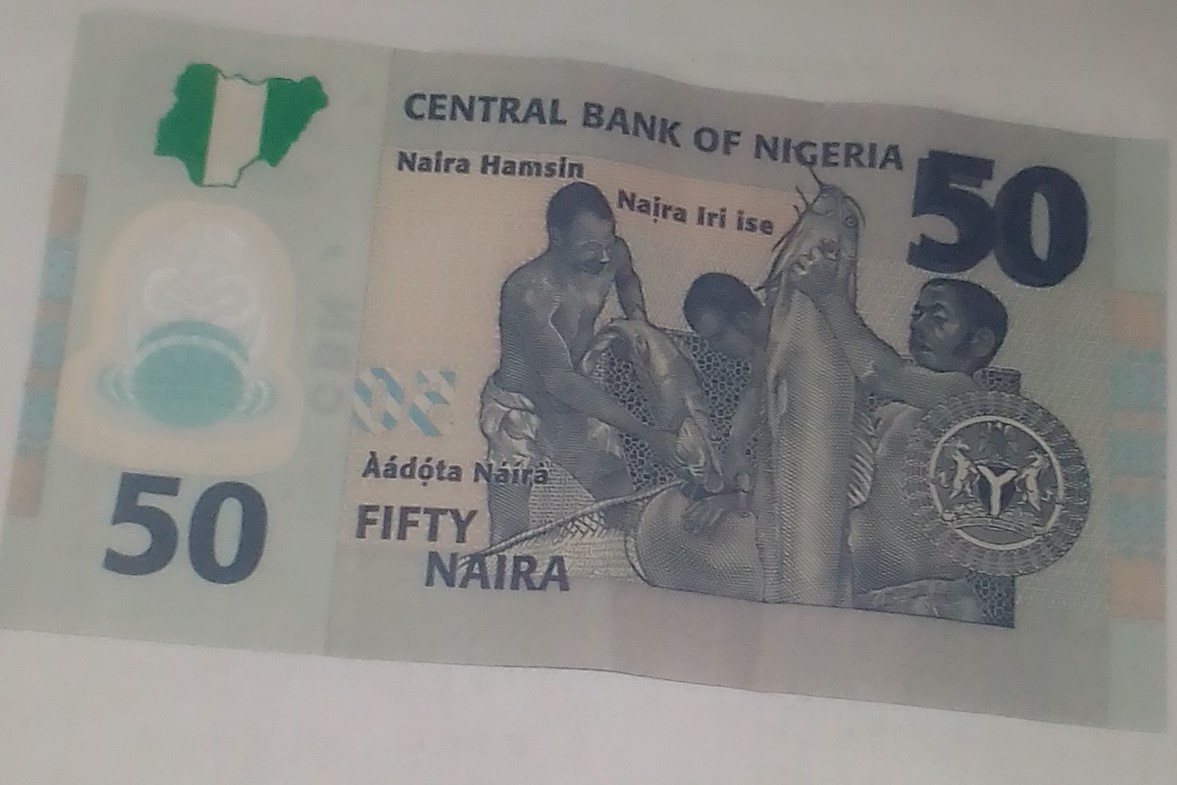 CENTRAL BANK OF NIGERIA
50
Naira Hamsin
Naịra Iri ise
Àádọ́ta Náírà
FIFTY
NAIRA
50